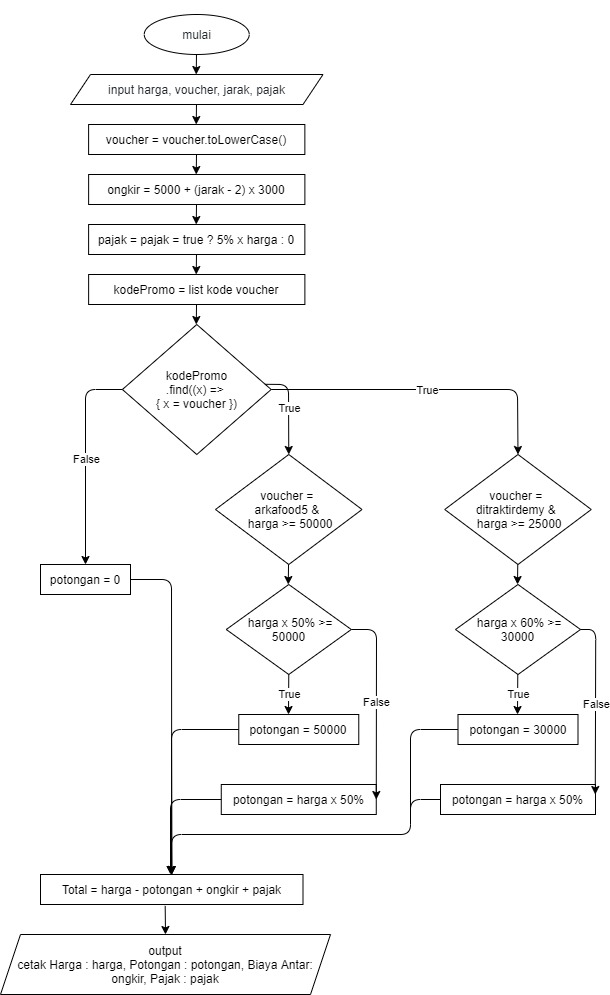 mulai
input harga, voucher, jarak, pajak
voucher = voucher.toLowerCase()
ongkir = 5000 + (jarak - 2) x 3000
pajak = pajak = true ? 5% x harga : 0
kodePromo = list kode voucher
kodePromo
.find((x) =>
{ x = voucher })
True
True
False
voucher =
arkafood5 &
harga >= 50000
voucher =
ditraktirdemy &
harga >= 25000
potongan = 0
harga x 50% >=
50000
harga x 60% >=
30000
True
False
True
False
potongan = 50000
potongan = 30000
potongan = harga x 50%
potongan = harga x 50%
Total = harga - potongan + ongkir + pajak
output
cetak Harga : harga, Potongan : potongan, Biaya Antar:
ongkir, Pajak : pajak